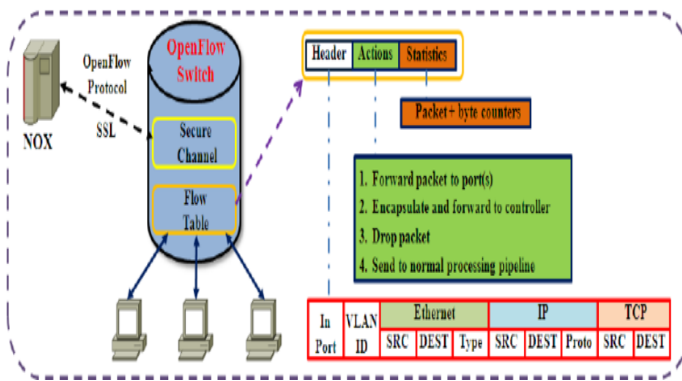 OpenFlow
Protocol
SSL
NOX
OpenFlow
Switch
Secure
Channel
Flow
Table
Header Actions Statistics
Packet+ byte counters
1. Forward packet to port(s)
2. Encapsulate and forward to controller
3. Drop packet
4. Send to normal processing pipeline
In Port VLAN ID Ethernet IP TCP
SRC DEST Type SRC DEST Proto SRC DEST